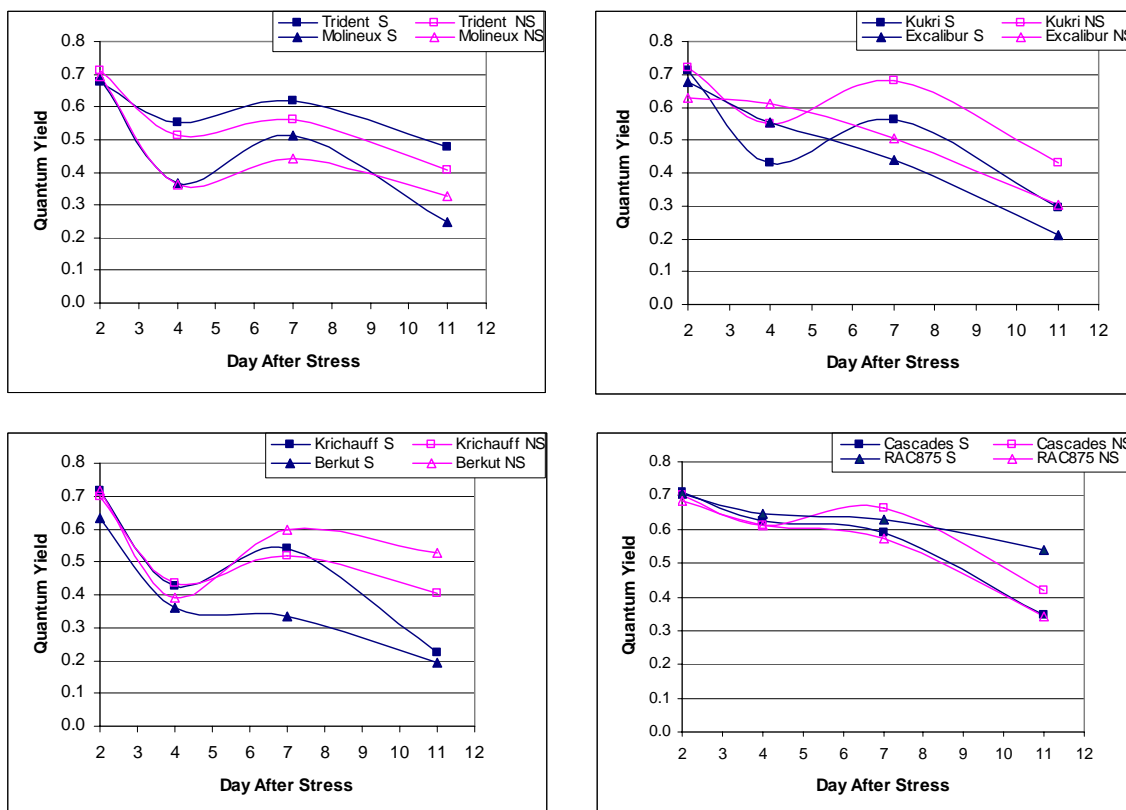 Trident S Trident NS
Molineux S Molineux NS
0.8
0.7
0.6
0.5
0.4
0.3
0.2
0.1
0.0
Quantum Yield
2 3 4 5 6 7 8 9 10 11 12
Day After Stress
Kukri S Kukri NS
Excalibur S Excalibur NS
0.8
0.7
0.6
0.5
0.4
0.3
0.2
0.1
0.0
Quantum Yield
2 3 4 5 6 7 8 9 10 11 12
Day After Stress
Krichauff S Krichauff NS
Berkut S Berkut NS
0.8
0.7
0.6
0.5
0.4
0.3
0.2
0.1
0.0
Quantum Yield
2 3 4 5 6 7 8 9 10 11 12
Day After Stress
Cascades S Cascades NS
RAC875 S RAC875 NS
0.8
0.7
0.6
0.5
0.4
0.3
0.2
0.1
0.0
Quantum Yield
2 3 4 5 6 7 8 9 10 11 12
Day After Stress